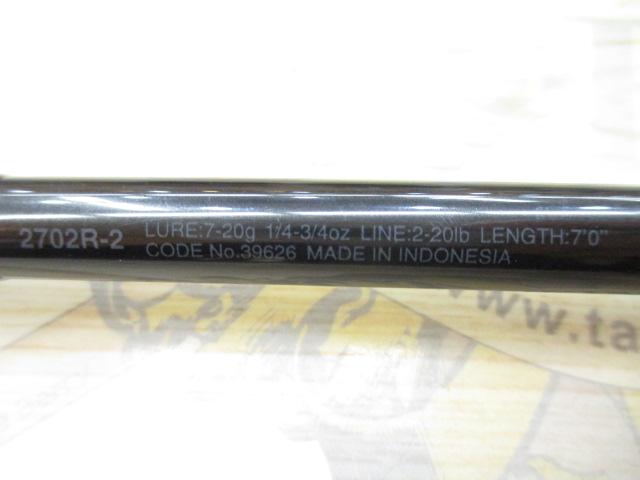 2702R-2
LURE:7-20g 1/4-3/4oz LINE:2-20lb LENGTH:7'0"
CODE No.39626 MADE IN INDONESIA
www.ta